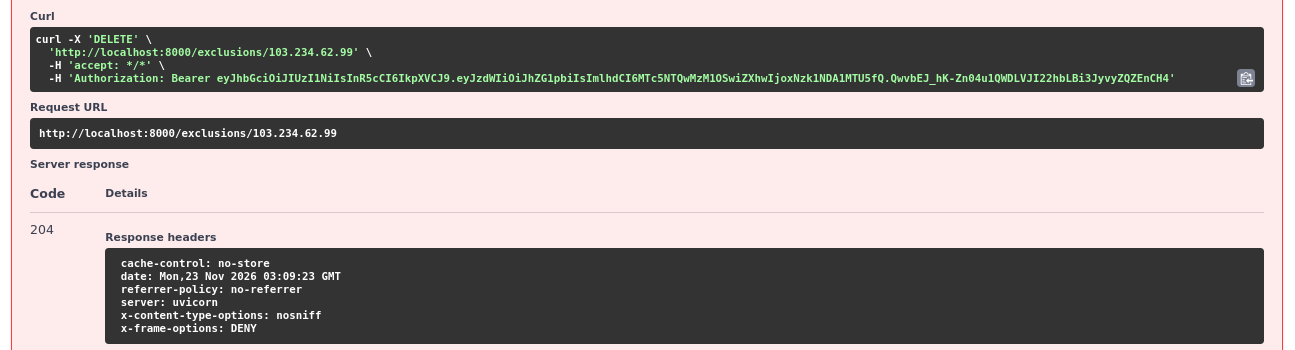 Curl
curl -X 'DELETE' \
'http://localhost:8000/exclusions/103.234.62.99' \
-H 'accept: */*' \
-H 'Authorization: Bearer eyJhbGciOiJIUzI1NiIsInR5cCI6IkpXVCJ9.eyJzdWIiOiJhZG1pbiIsImlhdCI6MTc5NTQwMzM1OSwiZXhwIjoxNzk1NDA1MTU5fQ.QwvbEJ_hK-Zn04u1QWDLVJI22hbLBi3JyvyZQZEnCH4'
Request URL
http://localhost:8000/exclusions/103.234.62.99
Server response
Code Details
204
Response headers
cache-control: no-store
date: Mon,23 Nov 2026 03:09:23 GMT
referrer-policy: no-referrer
server: uvicorn
x-content-type-options: nosniff
x-frame-options: DENY